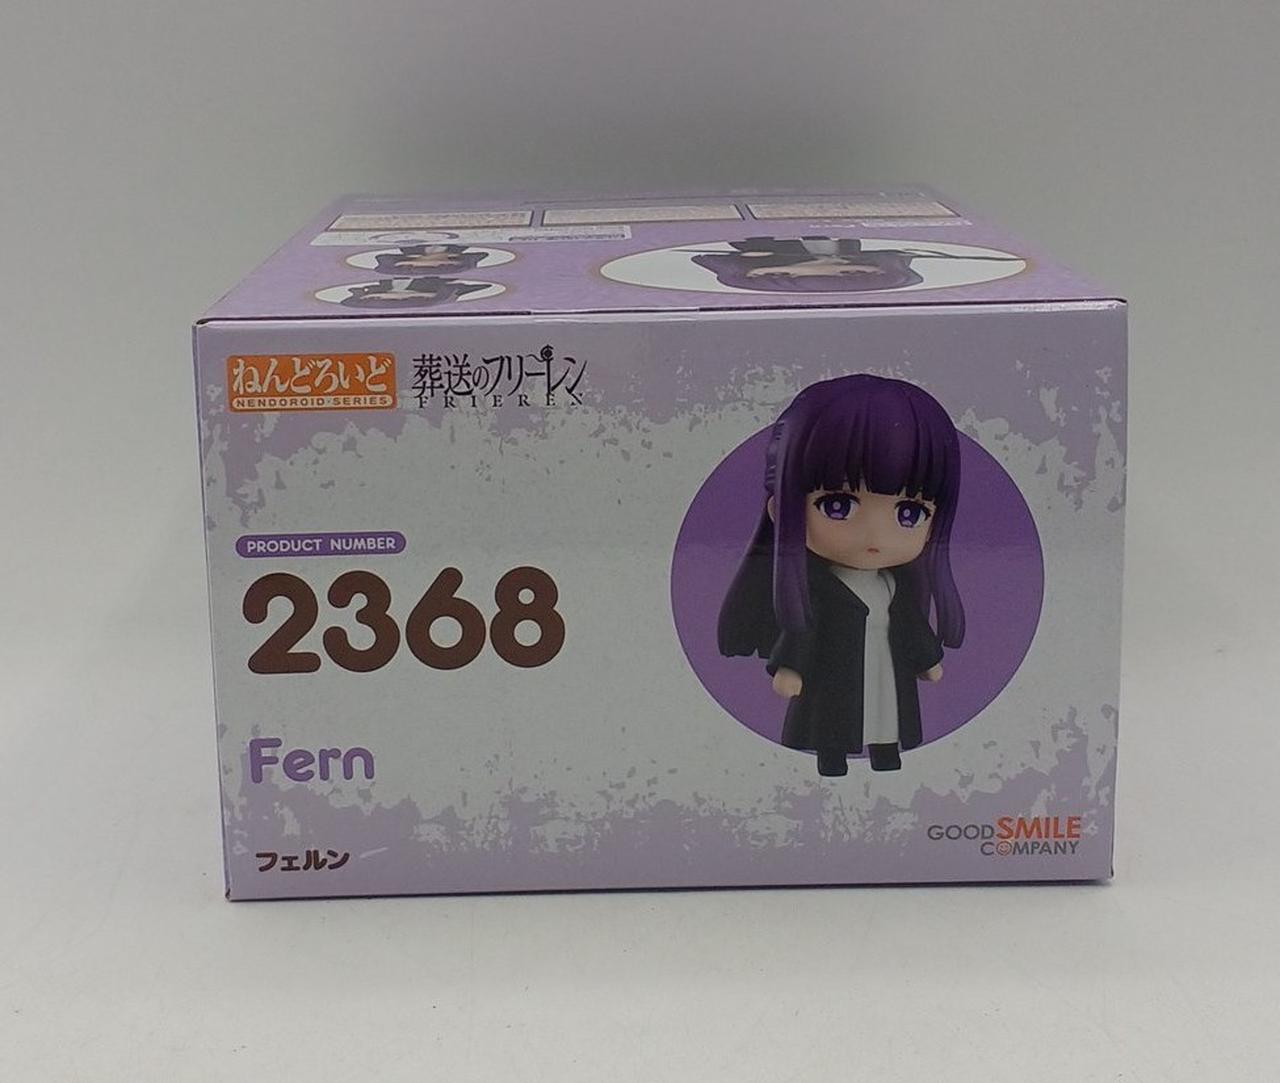 ねんどろいど
NENDOROID·SERIES
葬送のフリーレン
FRIEREN
PRODUCT NUMBER
2368
Fern
フェルン
GOOD SMILE
COMPANY